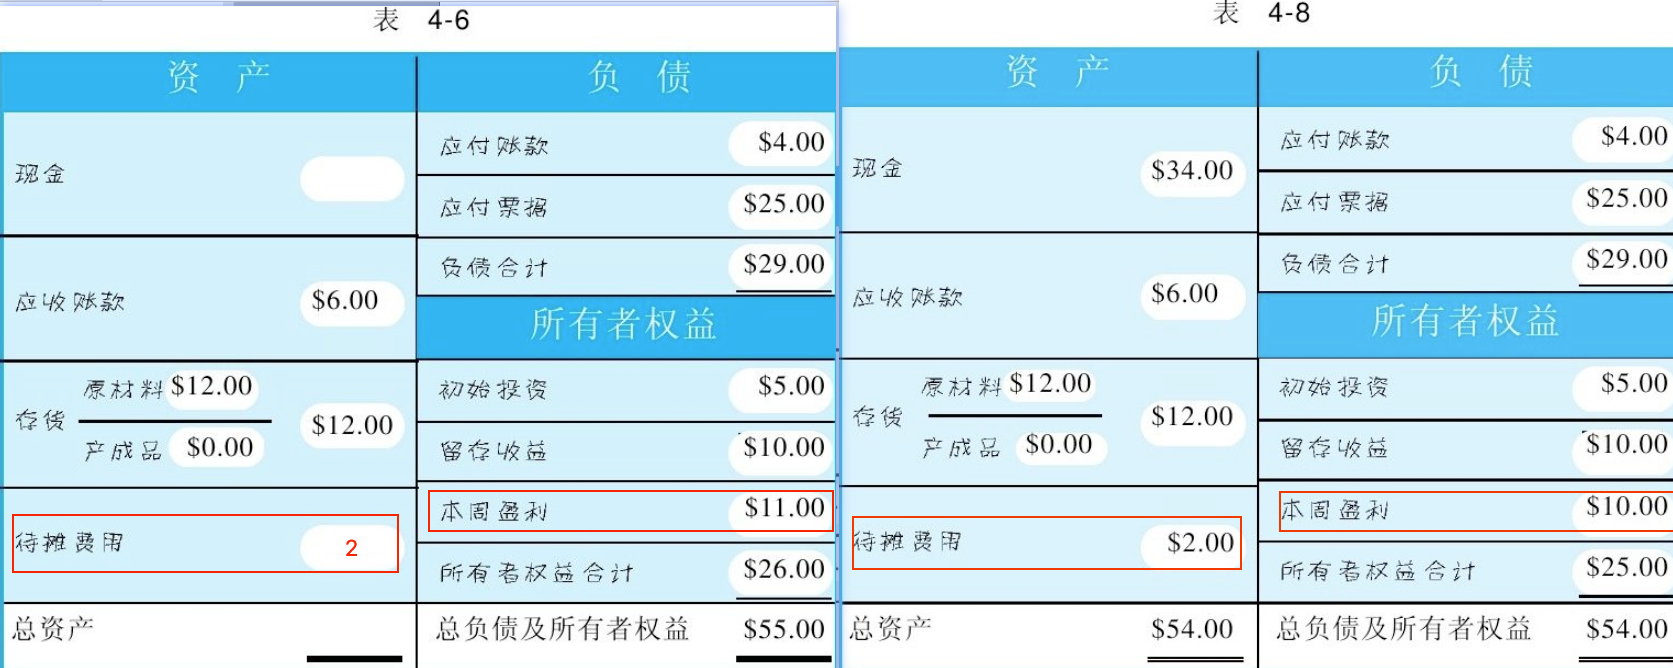 表 4-6
资 产
负 债
现金
应付账款 $4.00
应付票据 $25.00
应收账款 $6.00
负债合计 $29.00
所有者权益
存货 原材料 $12.00
产成品 $0.00
$12.00
初始投资 $5.00
留存收益 $10.00
待摊费用 2
本周盈利 $11.00
所有者权益合计 $26.00
总资产
总负债及所有者权益 $55.00
表 4-8
资 产
负 债
现金 $34.00
应付账款 $4.00
应付票据 $25.00
应收账款 $6.00
负债合计 $29.00
所有者权益
存货 原材料 $12.00
产成品 $0.00
$12.00
初始投资 $5.00
留存收益 $10.00
待摊费用 $2.00
本周盈利 $10.00
所有者权益合计 $25.00
总资产 $54.00
总负债及所有者权益 $54.00